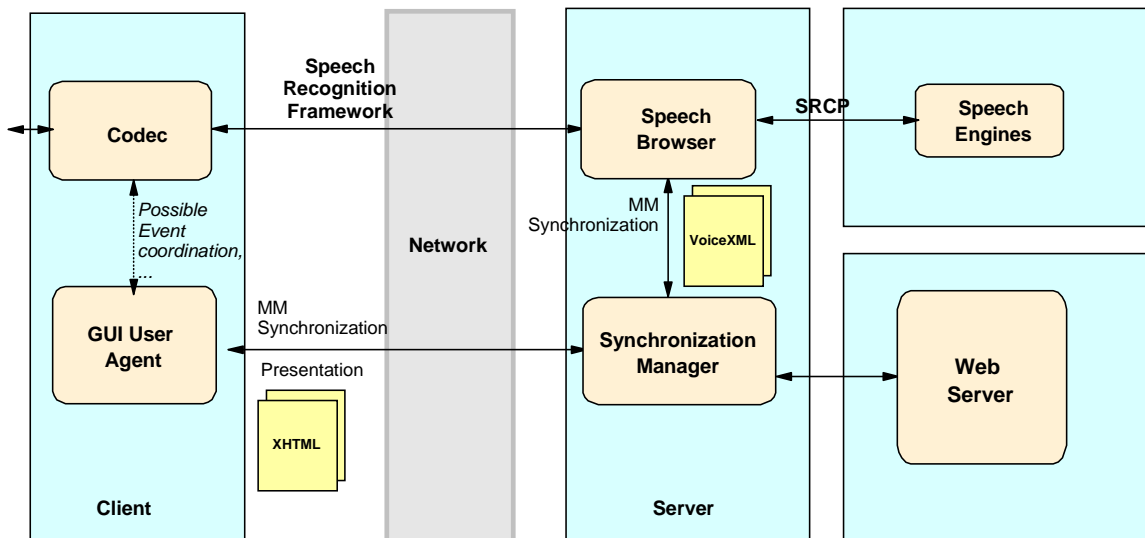 Speech
Recognition
Framework
Codec
Speech
Browser
SRCP
Speech
Engines
Possible
Event
coordination,
...
MM
Synchronization
VoiceXML
Network
GUI User
Agent
MM
Synchronization
Synchronization
Manager
Presentation
XHTML
Web
Server
Client
Server